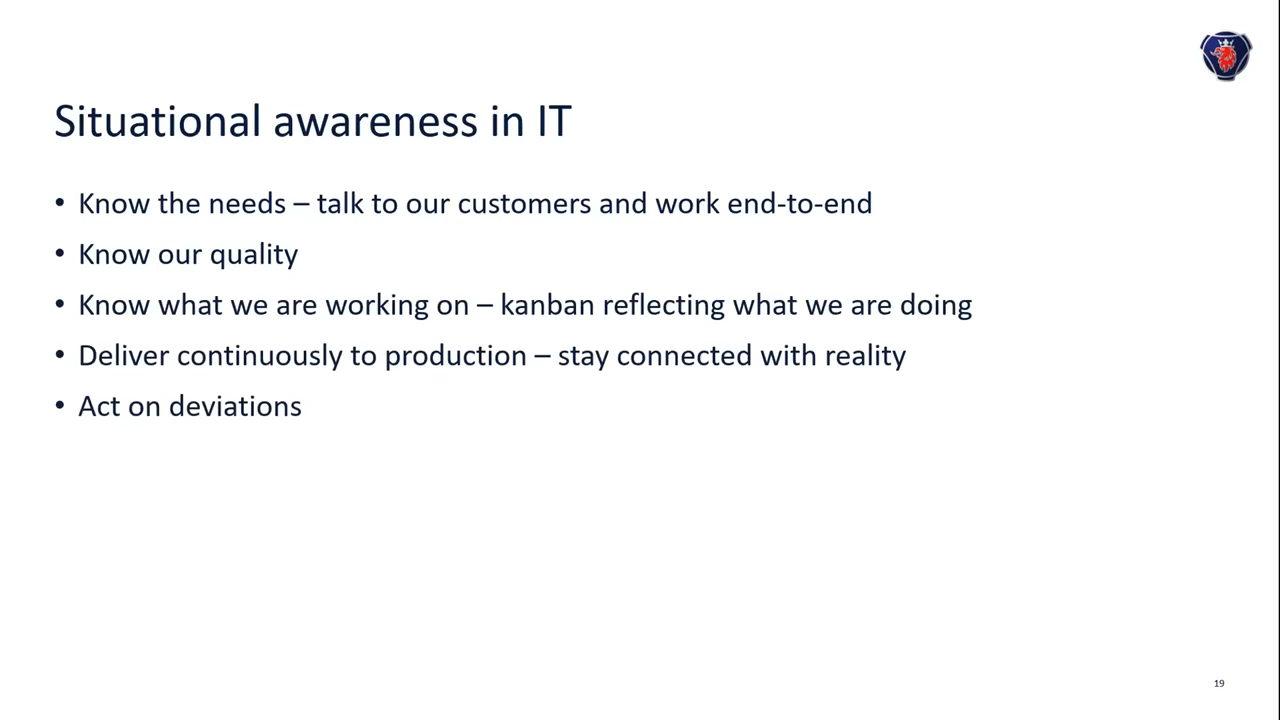 Situational awareness in IT
• Know the needs – talk to our customers and work end-to-end
• Know our quality
• Know what we are working on – kanban reflecting what we are doing
• Deliver continuously to production – stay connected with reality
• Act on deviations
19